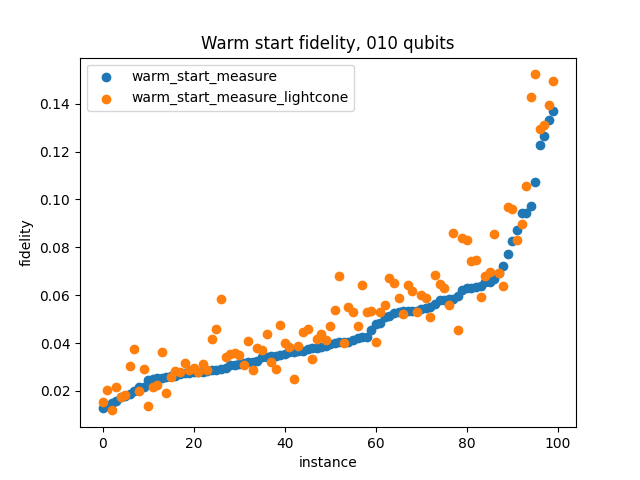 Warm start fidelity, 010 qubits
warm_start_measure
warm_start_measure_lightcone
fidelity
0.14
0.12
0.10
0.08
0.06
0.04
0.02
0 20 40 60 80 100
instance